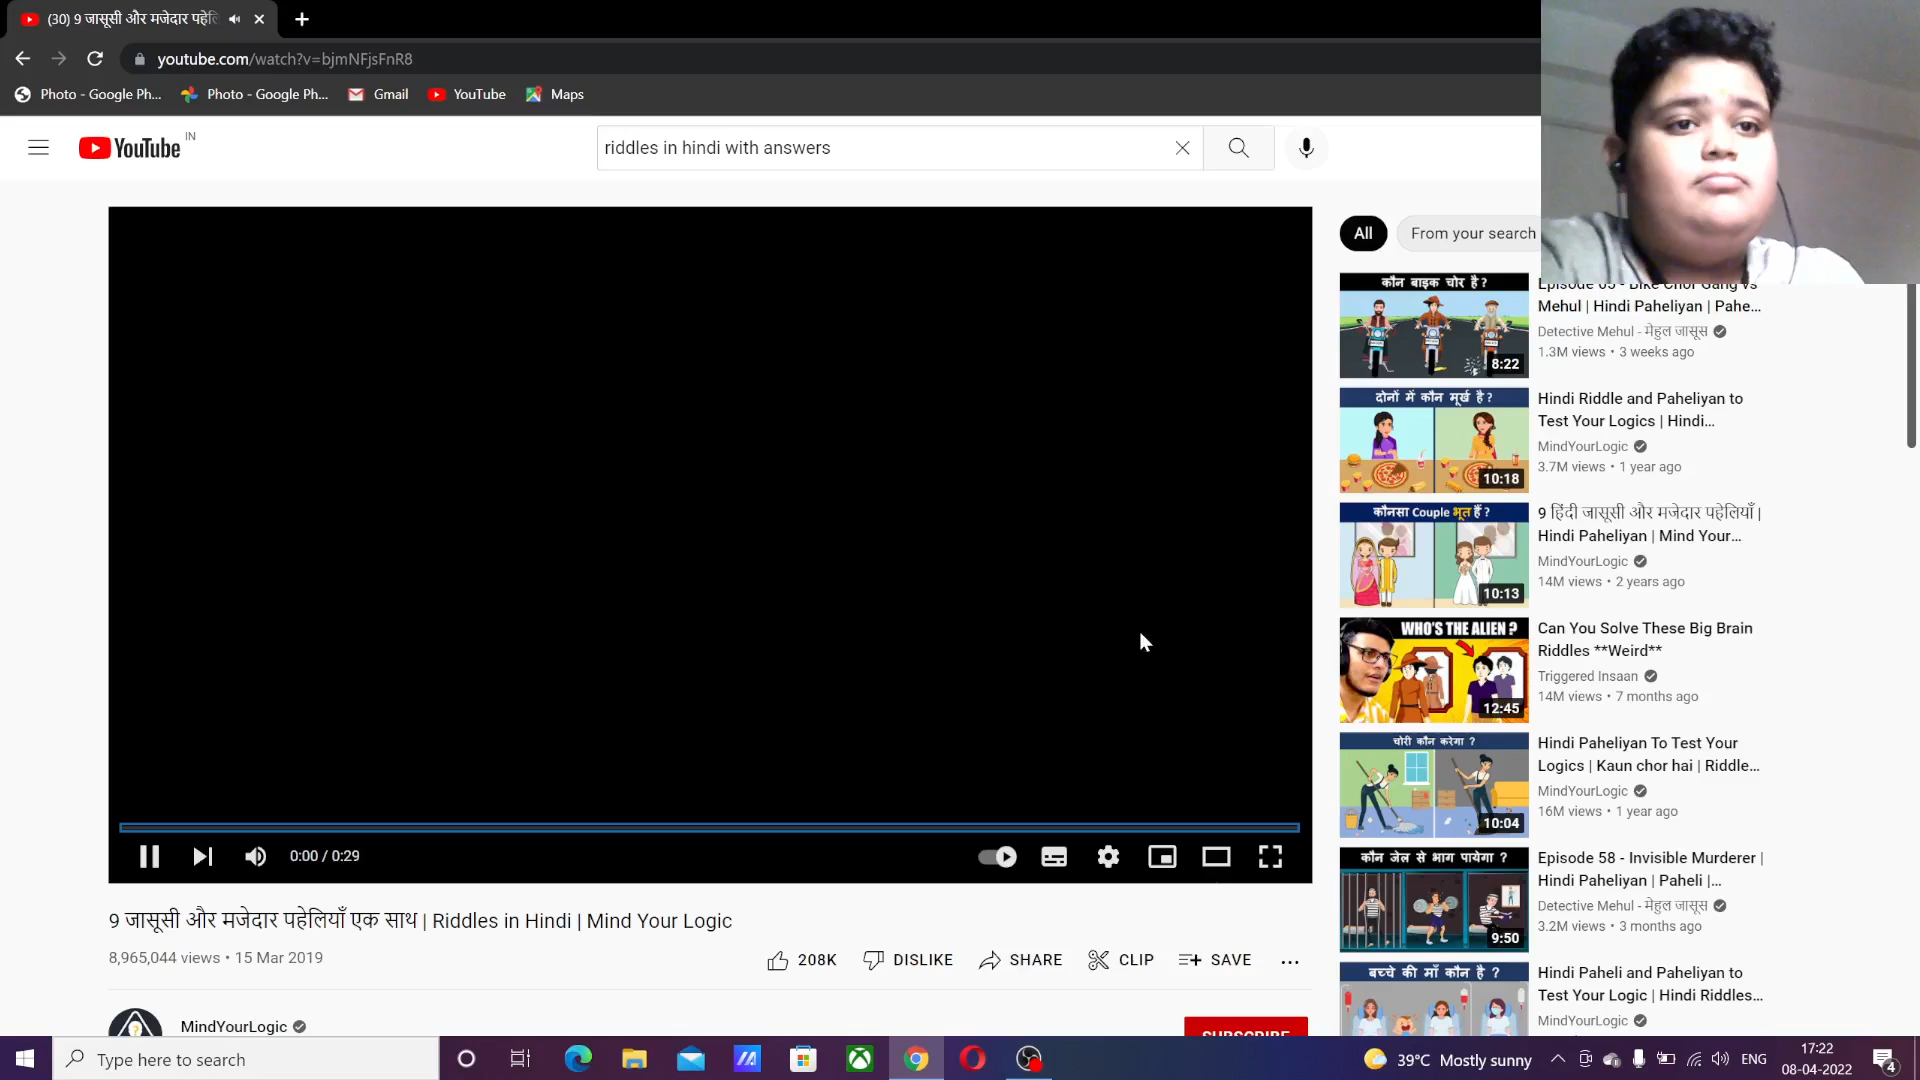 (30) 9 जासूसी और मजेदार पहेलि
youtube.com/watch?v=bjmNFjsFnR8
Photo - Google Ph...
Photo - Google Ph...
Gmail
YouTube
Maps
YouTube IN
riddles in hindi with answers
All
From your search
0:00 / 0:29
9 जासूसी और मजेदार पहेलियाँ एक साथ | Riddles in Hindi | Mind Your Logic
8,965,044 views • 15 Mar 2019
208K
DISLIKE
SHARE
CLIP
SAVE
MindYourLogic
SUBSCRIBE
कौन बाइक चोर है?
8:22
Episode 65 - Bike Chor Gang vs
Mehul | Hindi Paheliyan | Pahe...
Detective Mehul - मेहुल जासूस
1.3M views • 3 weeks ago
दोनों में कौन मूर्ख है?
10:18
Hindi Riddle and Paheliyan to
Test Your Logics | Hindi...
MindYourLogic
3.7M views • 1 year ago
कौनसा Couple भूत हैं?
10:13
9 हिंदी जासूसी और मजेदार पहेलियाँ |
Hindi Paheliyan | Mind Your...
MindYourLogic
14M views • 2 years ago
WHO'S THE ALIEN ?
12:45
Can You Solve These Big Brain
Riddles **Weird**
Triggered Insaan
14M views • 7 months ago
चोरी कौन करेगा ?
10:04
Hindi Paheliyan To Test Your
Logics | Kaun chor hai | Riddle...
MindYourLogic
16M views • 1 year ago
कौन जेल से भाग पायेगा ?
9:50
Episode 58 - Invisible Murderer |
Hindi Paheliyan | Paheli |...
Detective Mehul - मेहुल जासूस
3.2M views • 3 months ago
बच्चे की माँ कौन है ?
Hindi Paheli and Paheliyan to
Test Your Logic | Hindi Riddles...
MindYourLogic
Type here to search
39°C Mostly sunny
ENG
17:22
08-04-2022
4